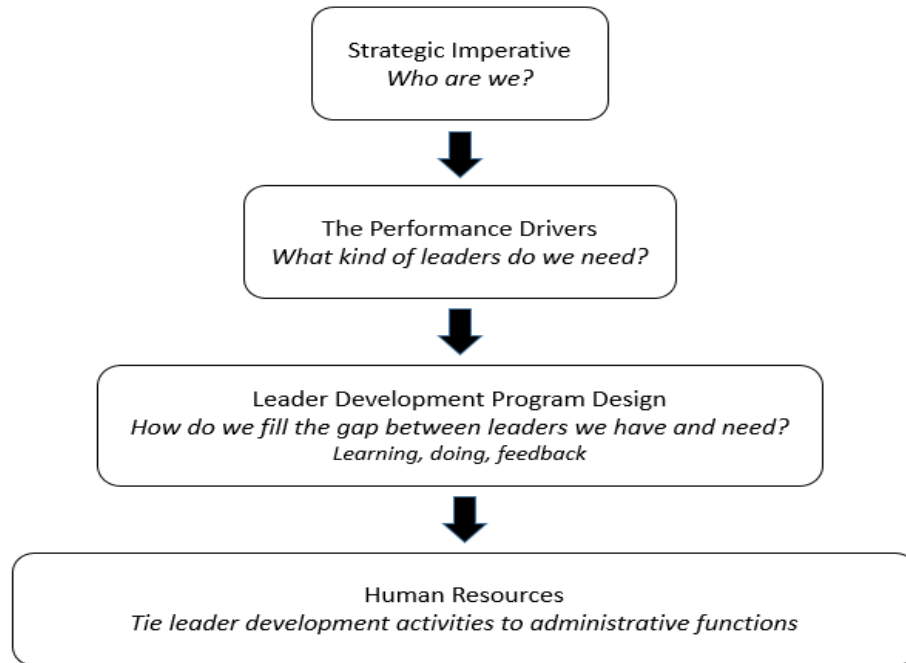 Strategic Imperative
Who are we?
The Performance Drivers
What kind of leaders do we need?
Leader Development Program Design
How do we fill the gap between leaders we have and need?
Learning, doing, feedback
Human Resources
Tie leader development activities to administrative functions